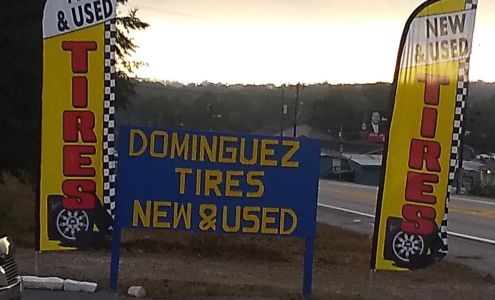 & USED
TIRES
DOMINGUEZ
TIRES
NEW & USED
NEW
& USED
TIRES